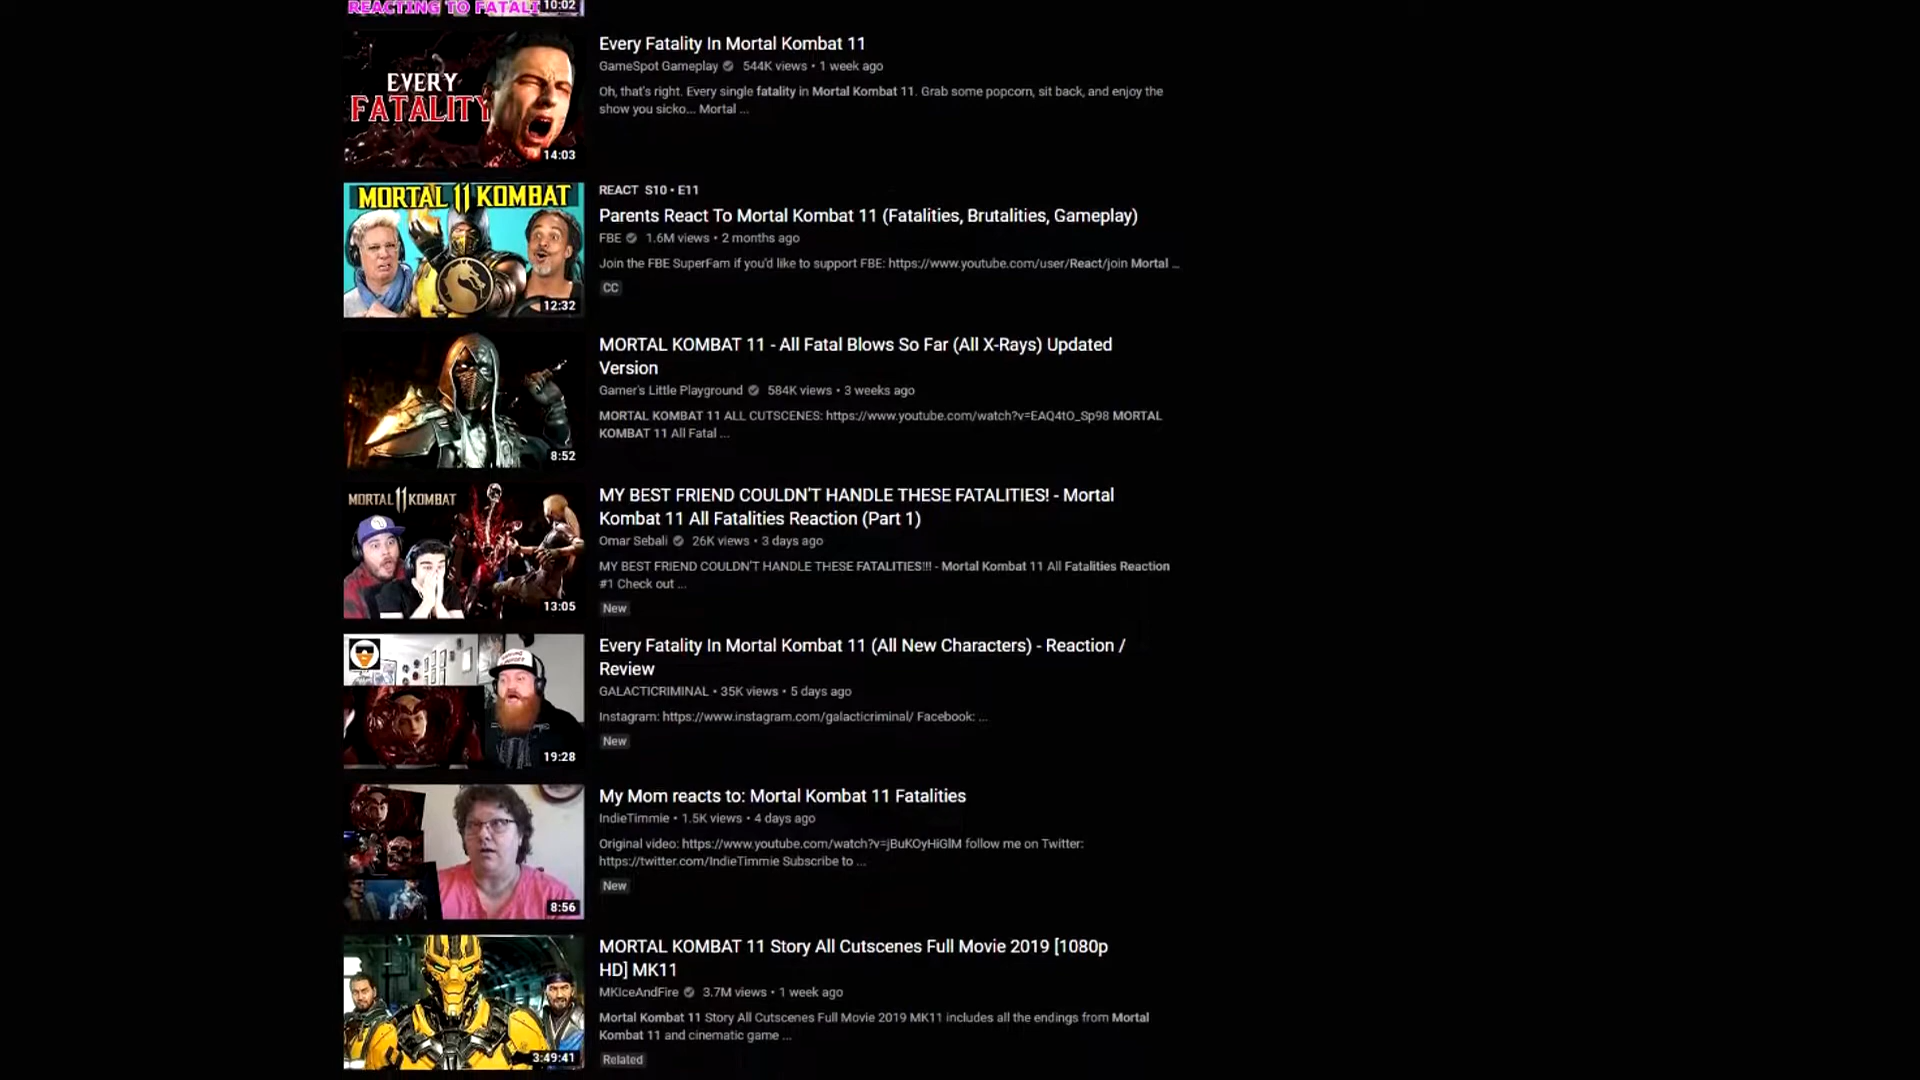 REACTING TO FATALI
10:02
EVERY
FATALITY
14:03
Every Fatality In Mortal Kombat 11
GameSpot Gameplay 544K views • 1 week ago
Oh, that's right. Every single fatality in Mortal Kombat 11. Grab some popcorn, sit back, and enjoy the
show you sicko... Mortal ...
MORTAL 11 KOMBAT
12:32
REACT S10 • E11
Parents React To Mortal Kombat 11 (Fatalities, Brutalities, Gameplay)
FBE 1.6M views • 2 months ago
Join the FBE SuperFam if you'd like to support FBE: https://www.youtube.com/user/React/join Mortal ...
CC
8:52
MORTAL KOMBAT 11 - All Fatal Blows So Far (All X-Rays) Updated
Version
Gamer's Little Playground 584K views • 3 weeks ago
MORTAL KOMBAT 11 ALL CUTSCENES: https://www.youtube.com/watch?v=EAQ4tO_Sp98 MORTAL
KOMBAT 11 All Fatal ...
MORTAL 11 KOMBAT
13:05
MY BEST FRIEND COULDN'T HANDLE THESE FATALITIES! - Mortal
Kombat 11 All Fatalities Reaction (Part 1)
Omar Sebali 26K views • 3 days ago
MY BEST FRIEND COULDN'T HANDLE THESE FATALITIES!!! - Mortal Kombat 11 All Fatalities Reaction
#1 Check out ...
New
19:28
Every Fatality In Mortal Kombat 11 (All New Characters) - Reaction /
Review
GALACTICRIMINAL • 35K views • 5 days ago
Instagram: https://www.instagram.com/galacticriminal/ Facebook: ...
New
8:56
My Mom reacts to: Mortal Kombat 11 Fatalities
IndieTimmie • 1.5K views • 4 days ago
Original video: https://www.youtube.com/watch?v=jBuKOyHiGlM follow me on Twitter:
https://twitter.com/IndieTimmie Subscribe to ...
New
3:49:41
MORTAL KOMBAT 11 Story All Cutscenes Full Movie 2019 [1080p
HD] MK11
MKIceAndFire 3.7M views • 1 week ago
Mortal Kombat 11 Story All Cutscenes Full Movie 2019 MK11 includes all the endings from Mortal
Kombat 11 and cinematic game ...
Related